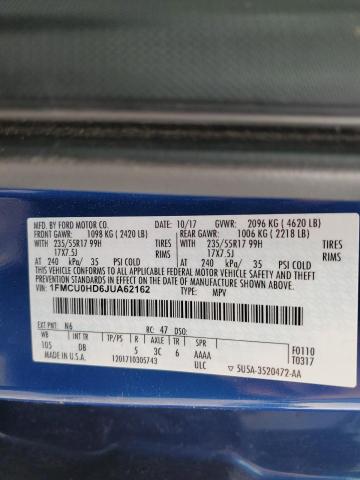 MFD. BY FORD MOTOR CO.
10/17 GVWR: 2096 KG ( 4620 LB)
FRONT GAWR: 1098 KG ( 2420 LB) REAR GAWR: 1006 KG ( 2218 LB)
WITH 235/55R17 99H TIRES WITH 235/55R17 99H TIRES
17X7.5J RIMS 17X7.5J RIMS
AT 240 kPa/ 35 PSI COLD AT 240 kPa/ 35 PSI COLD
THIS VEHICLE CONFORMS TO ALL APPLICABLE FEDERAL MOTOR VEHICLE
SAFETY AND THEFT PREVENTION STANDARDS IN EFFECT ON THE DATE OF
MANUFACTURE SHOWN ABOVE.
VIN: 1FMCU0HD6JUA62162
TYPE: MPV
EXT PNT: N6 RC: 47 DSO:
WB INT TR TP/PS R AXLE TR SPR
105 DB 5 3C 6 AAAA F0110
MADE IN U.S.A. 1201710305743 ULC T0317
5USA-3520472-AA